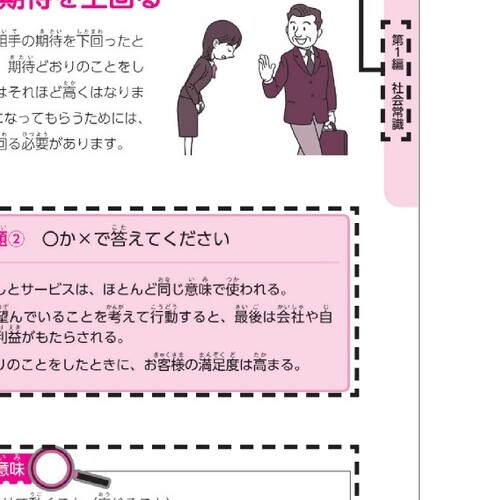 期待を上回る
相手の期待を下回ったと
期待どおりのことをし
はそれほど高くはなりま
になってもらうためには、
回る必要があります。
第1編 社会常識
題② 〇か×で答えてください
しとサービスは、ほとんど同じ意味で使われる。
望んでいることを考えて行動すると、最後は会社や自
利益がもたらされる。
りのことをしたときに、お客様の満足度は高まる。
意味